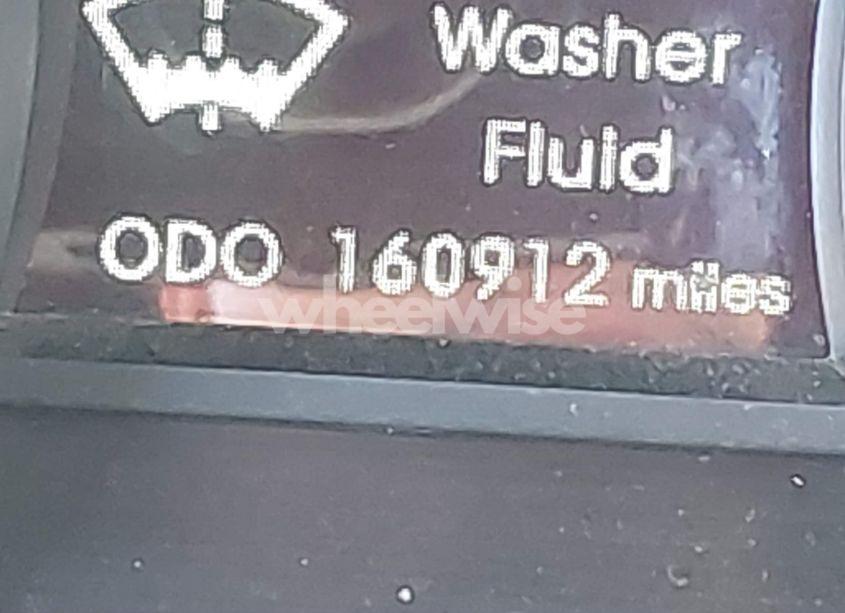 Washer
Fluid
ODO 160912 miles
wheelwise